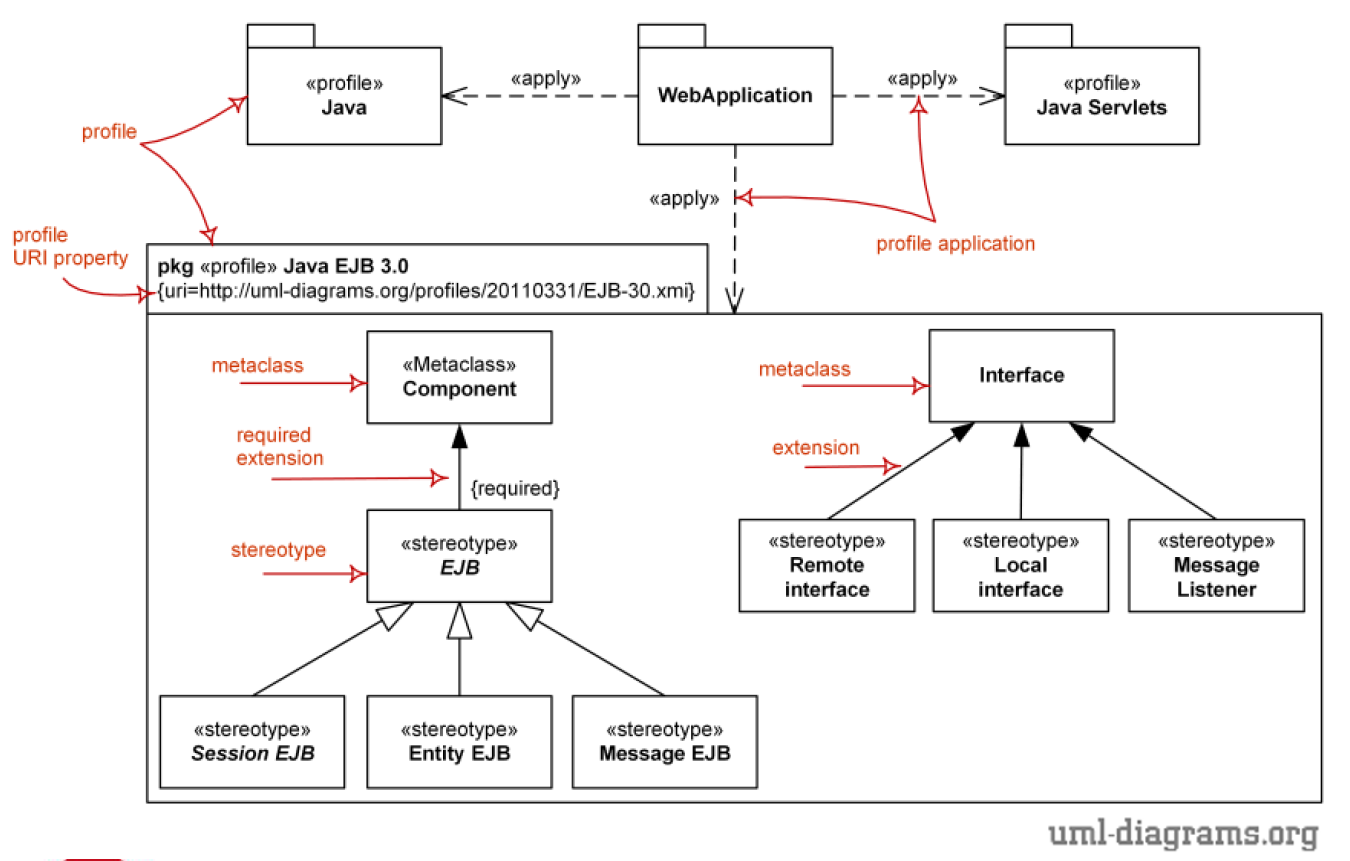 «profile»
Java
«apply»
WebApplication
«apply»
«profile»
Java Servlets
profile
«apply»
profile application
profile
URI property
pkg «profile» Java EJB 3.0
{uri=http://uml-diagrams.org/profiles/20110331/EJB-30.xmi}
metaclass
«Metaclass»
Component
metaclass
Interface
required
extension
{required}
extension
stereotype
«stereotype»
EJB
«stereotype»
Remote
interface
«stereotype»
Local
interface
«stereotype»
Message
Listener
«stereotype»
Session EJB
«stereotype»
Entity EJB
«stereotype»
Message EJB
uml-diagrams.org